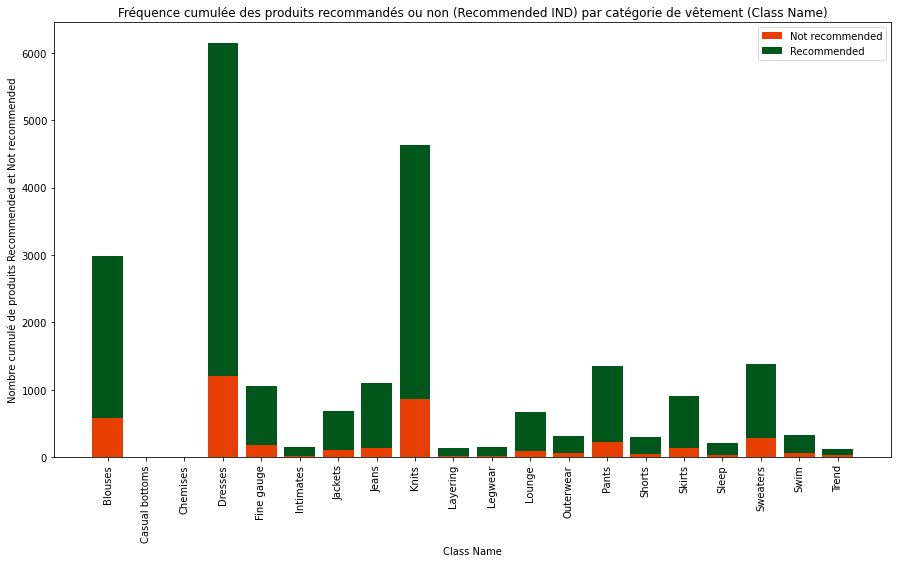 Fréquence cumulée des produits recommandés ou non (Recommended IND) par catégorie de vêtement (Class Name)
Not recommended
Recommended
Nombre cumulé de produits Recommended et Not recommended
6000
5000
4000
3000
2000
1000
0
Blouses
Casual bottoms
Chemises
Dresses
Fine gauge
Intimates
Jackets
Jeans
Knits
Layering
Legwear
Lounge
Outerwear
Pants
Shorts
Skirts
Sleep
Sweaters
Swim
Trend
Class Name